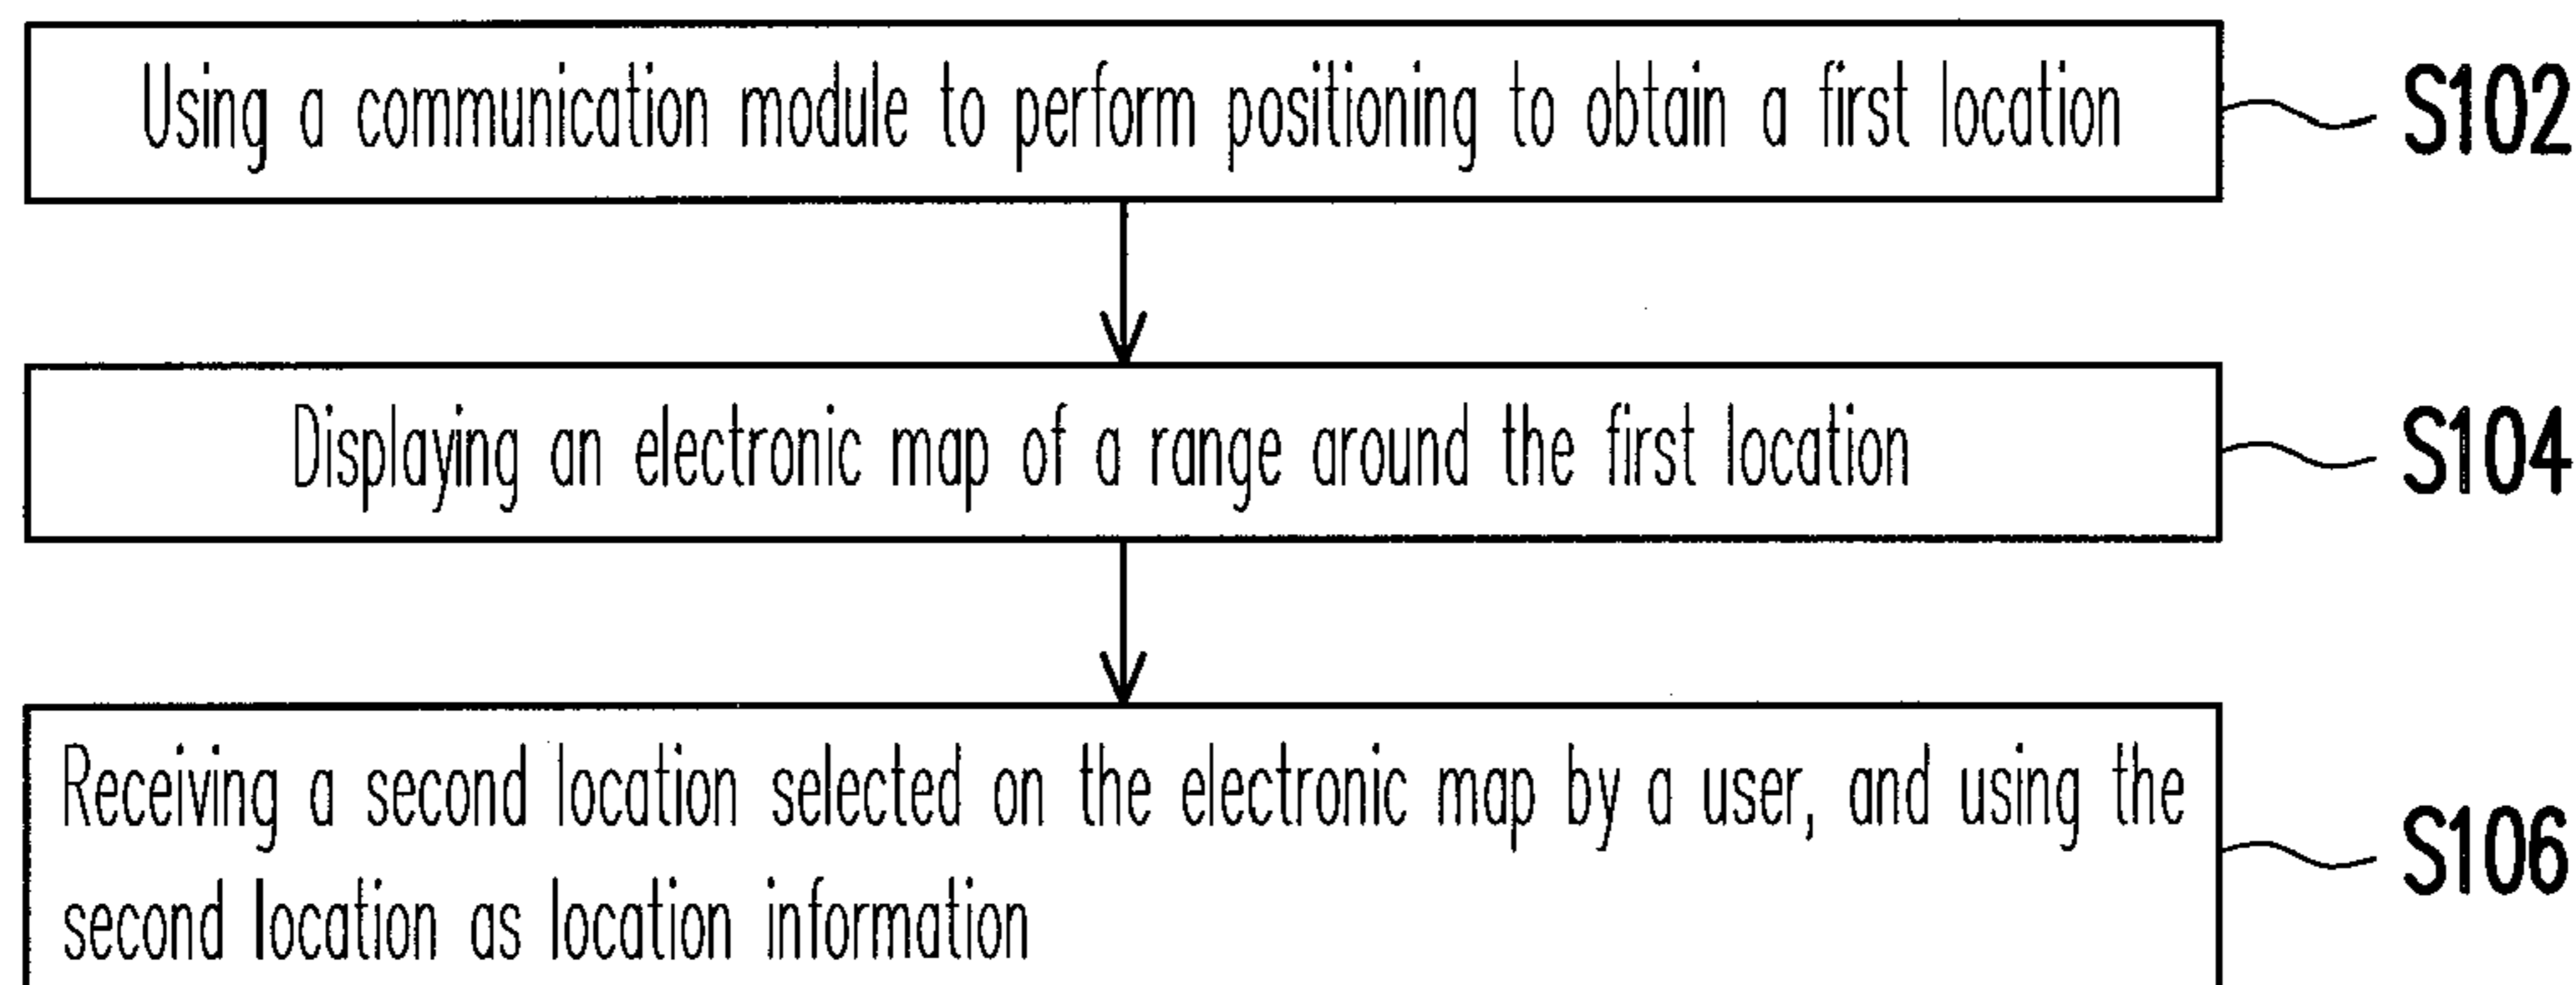 Using a communication module to perform positioning to obtain a first location
S102
Displaying an electronic map of a range around the first location
S104
Receiving a second location selected on the electronic map by a user, and using the
second location as location information
S106